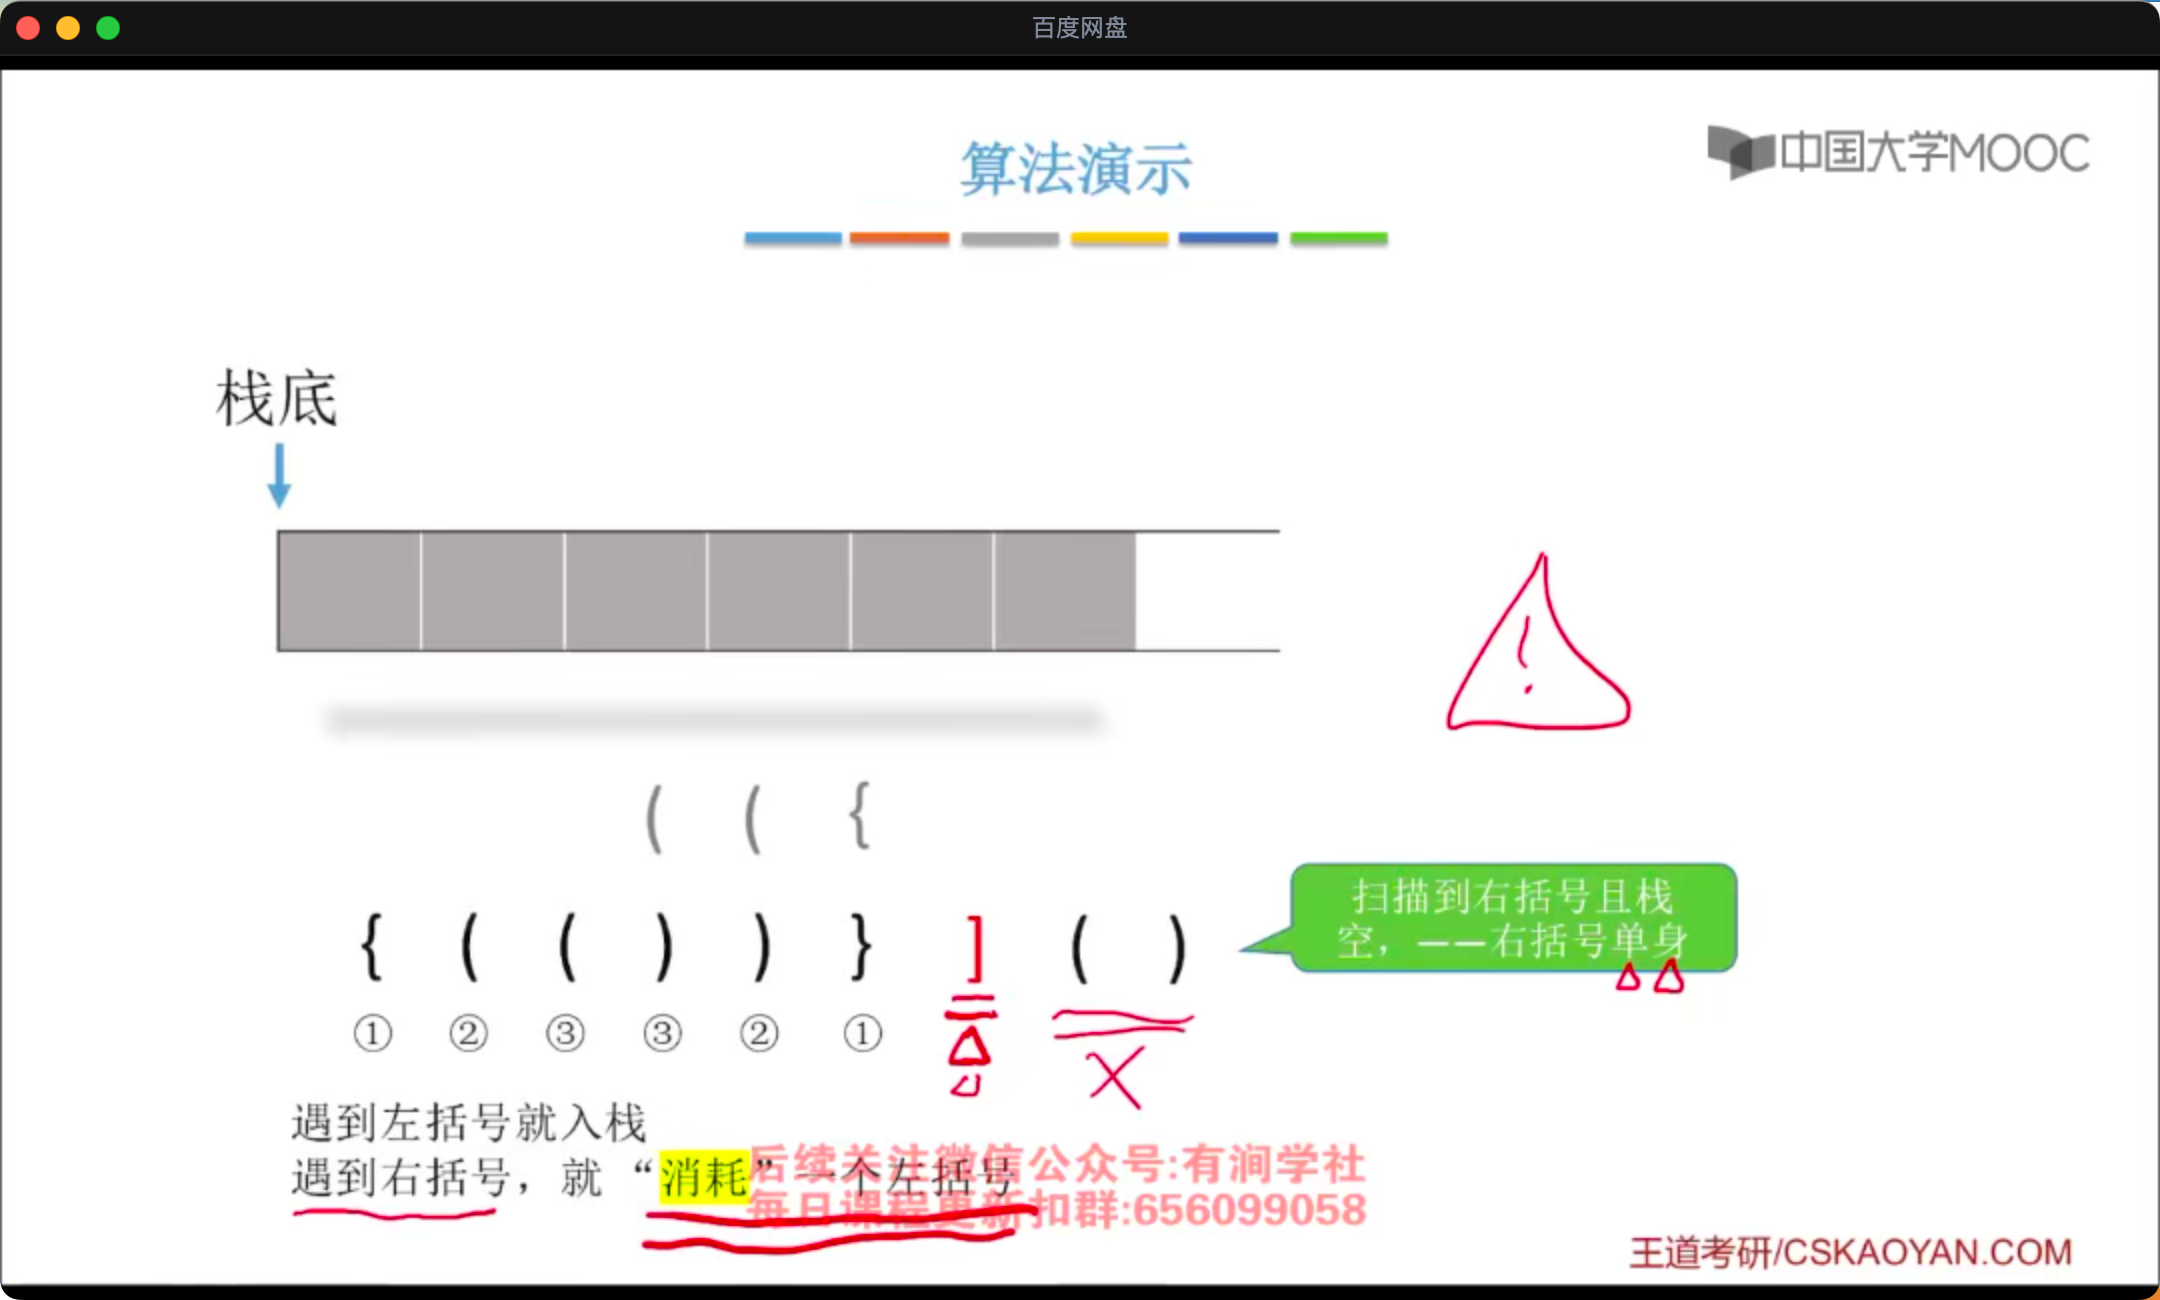 百度网盘
算法演示
中国大学MOOC
栈底
( ( {
{ ( ( ) ) } ] ( )
扫描到右括号且栈
空，——右括号单身
① ② ③ ③ ② ①
遇到左括号就入栈
遇到右括号，就“消耗”一个左括号
后续关注微信公众号:有涧学社
每日课程更新扣群:656099058
王道考研/CSKAOYAN.COM